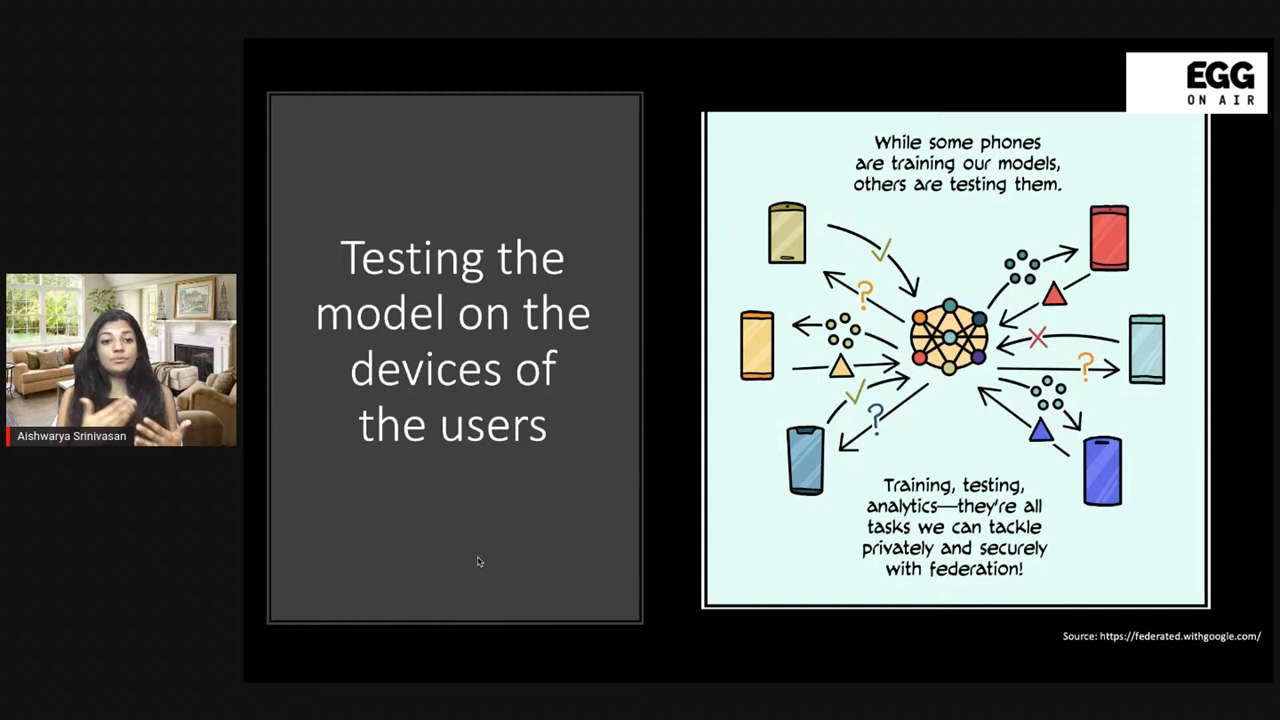 EGG
ON AIR
Testing the
model on the
devices of
the users
While some phones
are training our models,
others are testing them.
?
?
?
Training, testing,
analytics—they're all
tasks we can tackle
privately and securely
with federation!
Aishwarya Srinivasan
Source: https://federated.withgoogle.com/